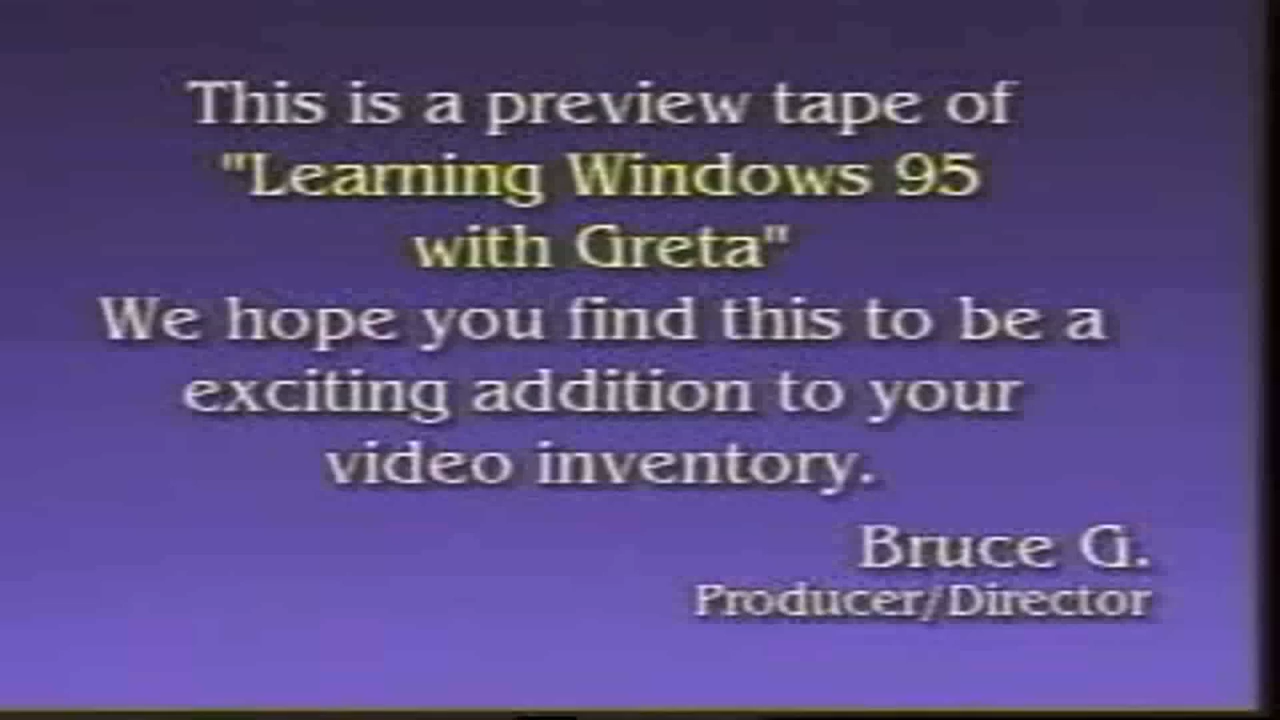 This is a preview tape of
"Learning Windows 95
with Greta"
We hope you find this to be a
exciting addition to your
video inventory.
Bruce G.
Producer/Director